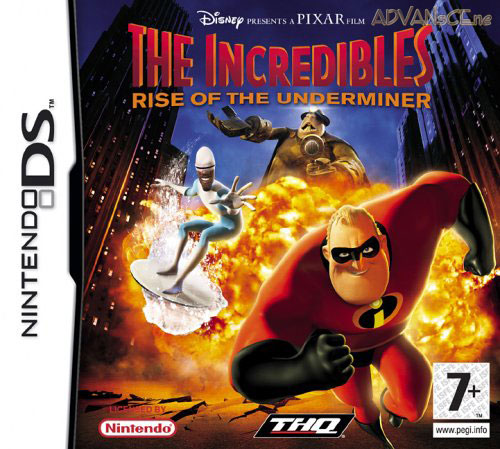 Disney PRESENTS A PIXAR FILM
ADVANsCEne
THE INCREDIBLES
RISE OF THE UNDERMINER
NINTENDO DS™
LICENSED BY
Nintendo
THQ
7+
www.pegi.info